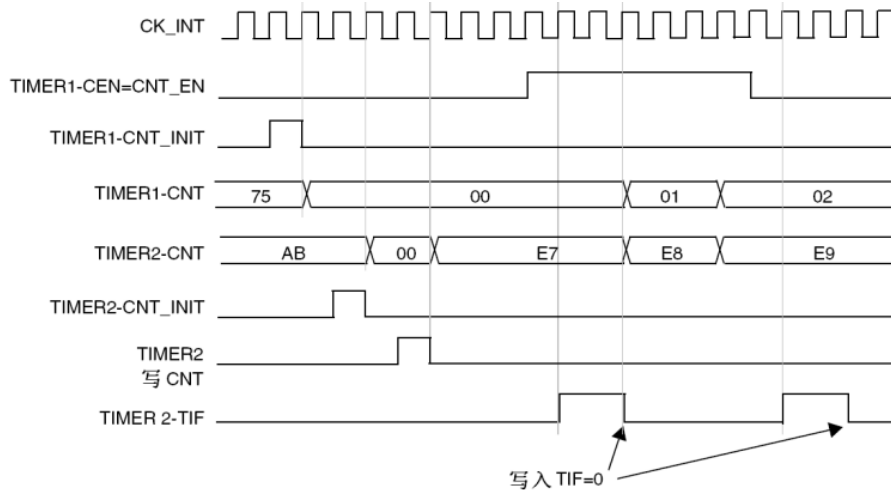 CK_INT
TIMER1-CEN=CNT_EN
TIMER1-CNT_INIT
TIMER1-CNT 75 00 01 02
TIMER2-CNT AB 00 E7 E8 E9
TIMER2-CNT_INIT
TIMER2
写 CNT
TIMER 2-TIF
写入 TIF=0